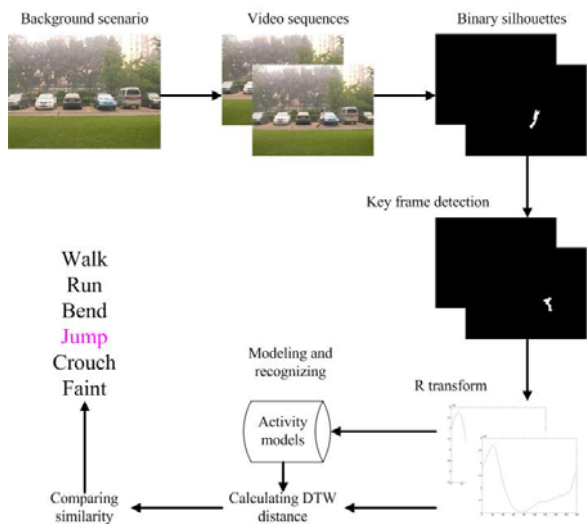 Background scenario
Video sequences
Binary silhouettes
Key frame detection
Walk
Run
Bend
Jump
Crouch
Faint
Modeling and
recognizing
R transform
Activity
models
Comparing
similarity
Calculating DTW
distance